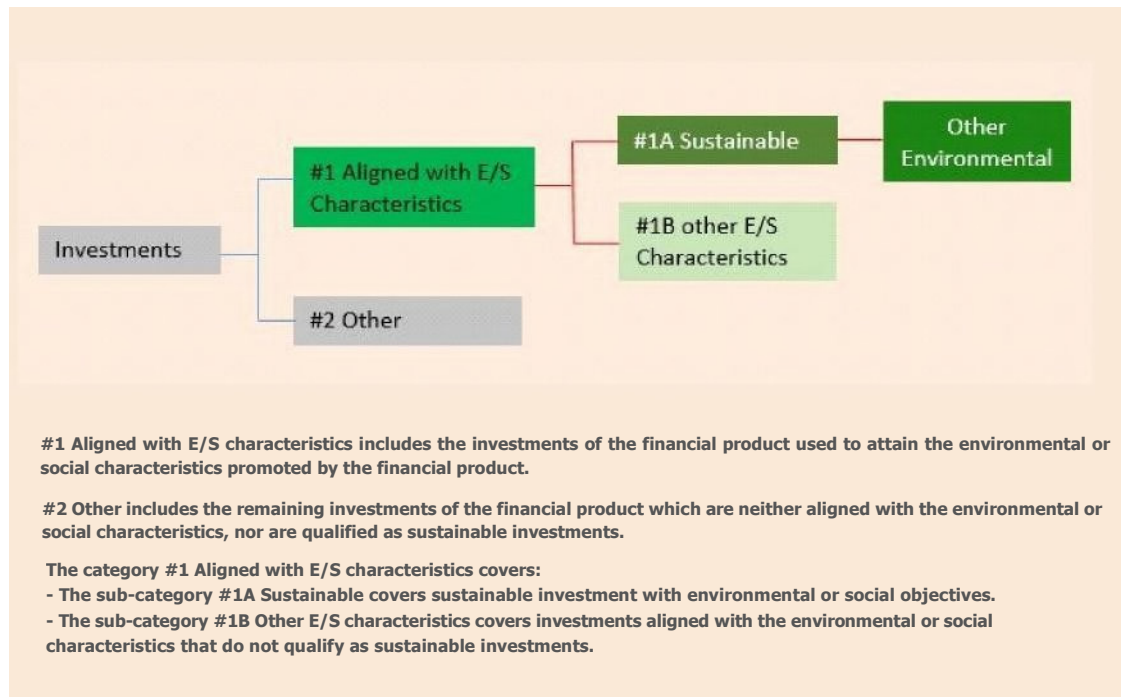 Other
Environmental
#1A Sustainable
#1 Aligned with E/S
Characteristics
#1B other E/S
Characteristics
Investments
#2 Other
#1 Aligned with E/S characteristics includes the investments of the financial product used to attain the environmental or
social characteristics promoted by the financial product.
#2 Other includes the remaining investments of the financial product which are neither aligned with the environmental or
social characteristics, nor are qualified as sustainable investments.
The category #1 Aligned with E/S characteristics covers:
- The sub-category #1A Sustainable covers sustainable investment with environmental or social objectives.
- The sub-category #1B Other E/S characteristics covers investments aligned with the environmental or social
characteristics that do not qualify as sustainable investments.